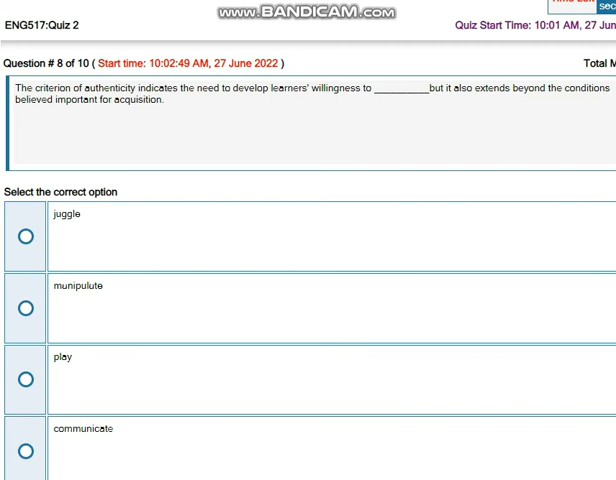 www.BANDICAM.com
ENG517:Quiz 2
Quiz Start Time: 10:01 AM, 27 Jun
Question # 8 of 10 ( Start time: 10:02:49 AM, 27 June 2022 )
Total M
The criterion of authenticity indicates the need to develop learners' willingness to __________but it also extends beyond the conditions
believed important for acquisition.
Select the correct option
juggle
munipulute
play
communicate